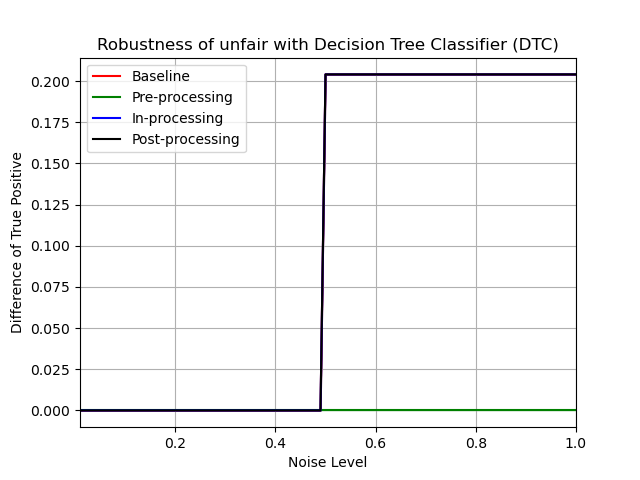 Robustness of unfair with Decision Tree Classifier (DTC)
Baseline
Pre-processing
In-processing
Post-processing
Difference of True Positive
0.200
0.175
0.150
0.125
0.100
0.075
0.050
0.025
0.000
0.2
0.4
0.6
0.8
1.0
Noise Level